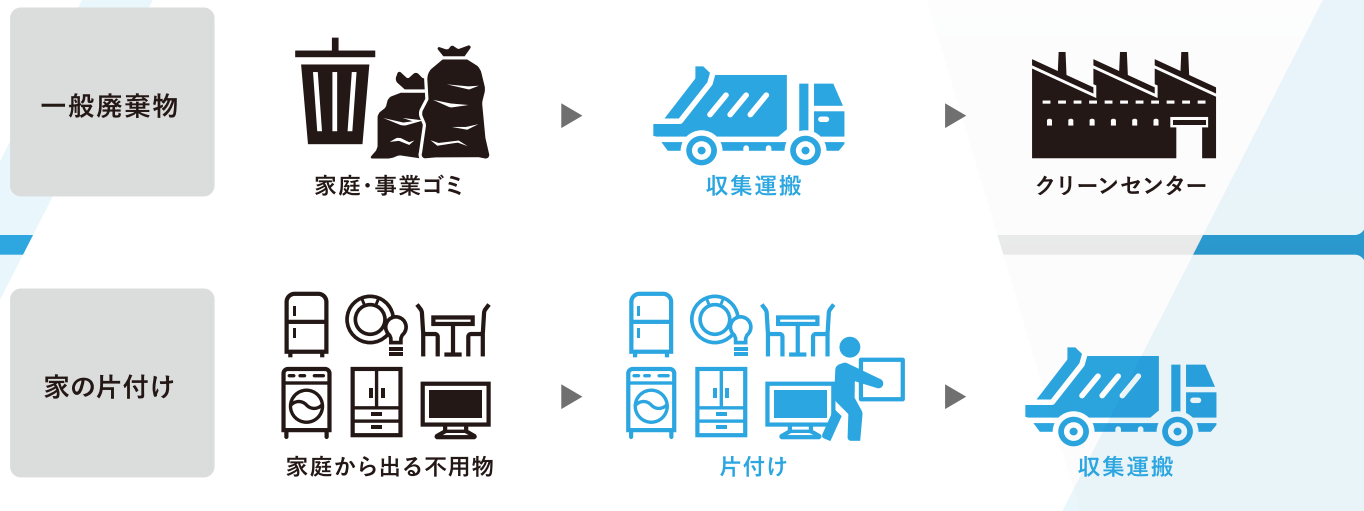 一般廃棄物
家庭・事業ゴミ
収集運搬
クリーンセンター
家の片付け
家庭から出る不用物
片付け
収集運搬